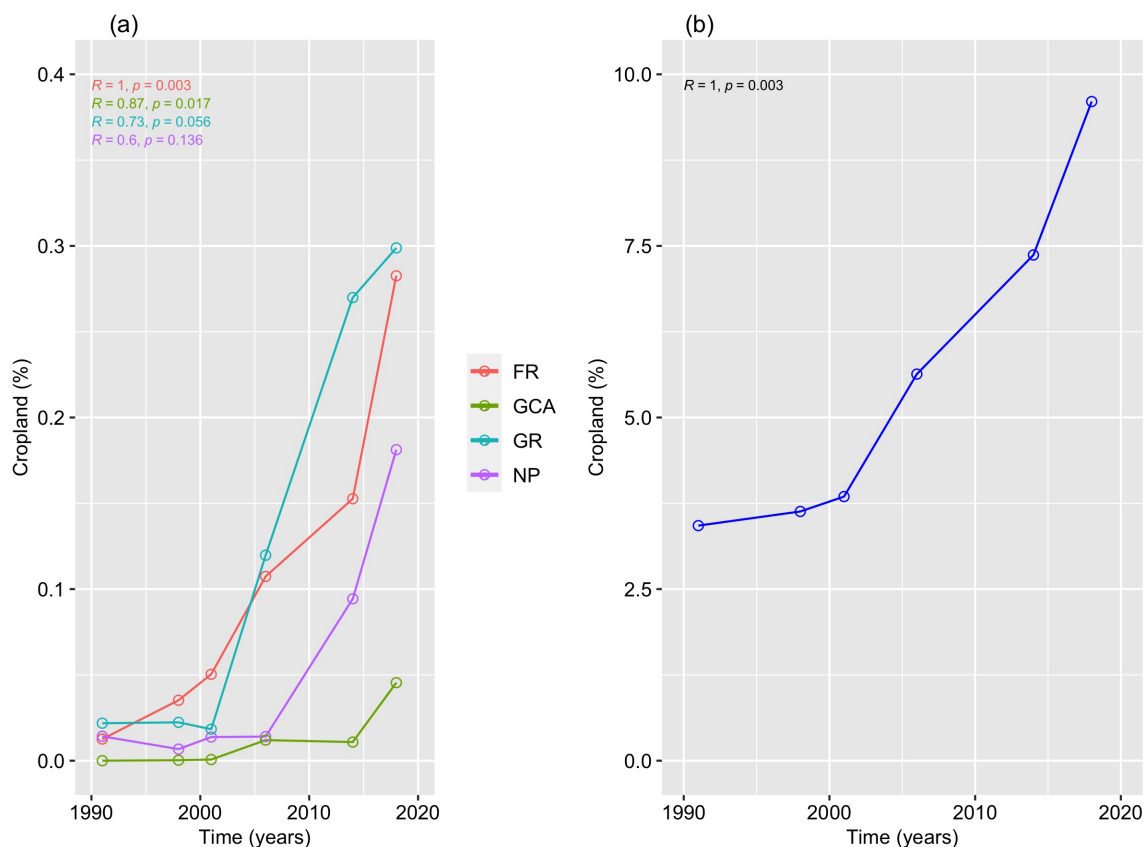 (a)
R = 1, p = 0.003
R = 0.87, p = 0.017
R = 0.73, p = 0.056
R = 0.6, p = 0.136
0.4
0.3
0.2
0.1
0.0
Cropland (%)
1990 2000 2010 2020
Time (years)
FR
GCA
GR
NP
(b)
R = 1, p = 0.003
10.0
7.5
5.0
2.5
0.0
Cropland (%)
1990 2000 2010 2020
Time (years)